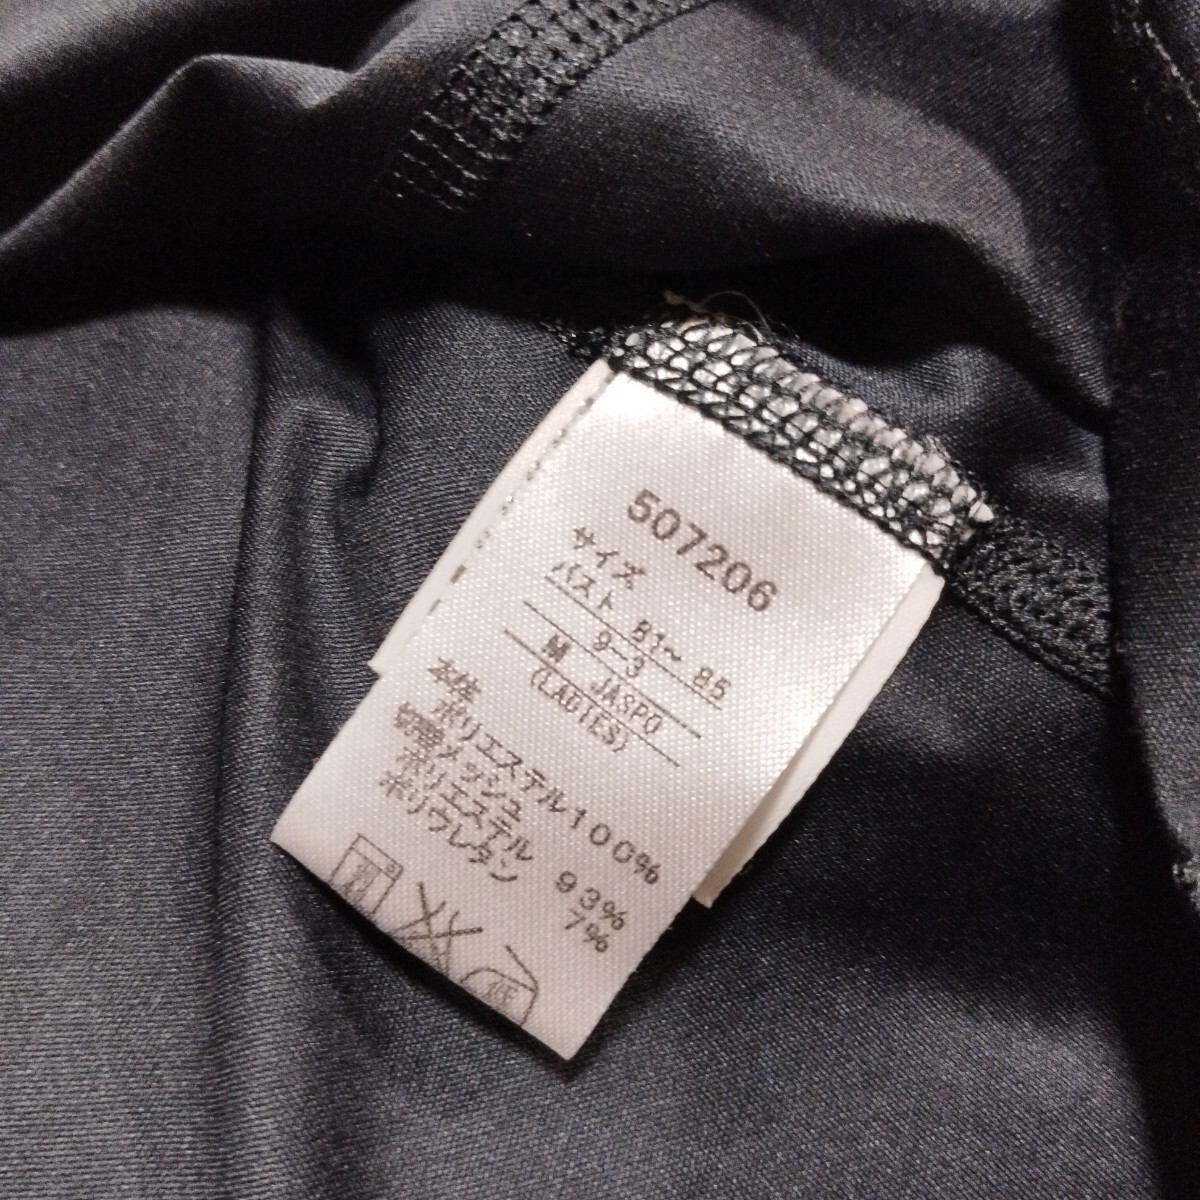 507206
サイズ
バスト 81〜 85
9-3
M JASPO
(LADIES)
本体
ポリエステル100%
切替メッシュ
ポリエステル 93%
ポリウレタン 7%
低